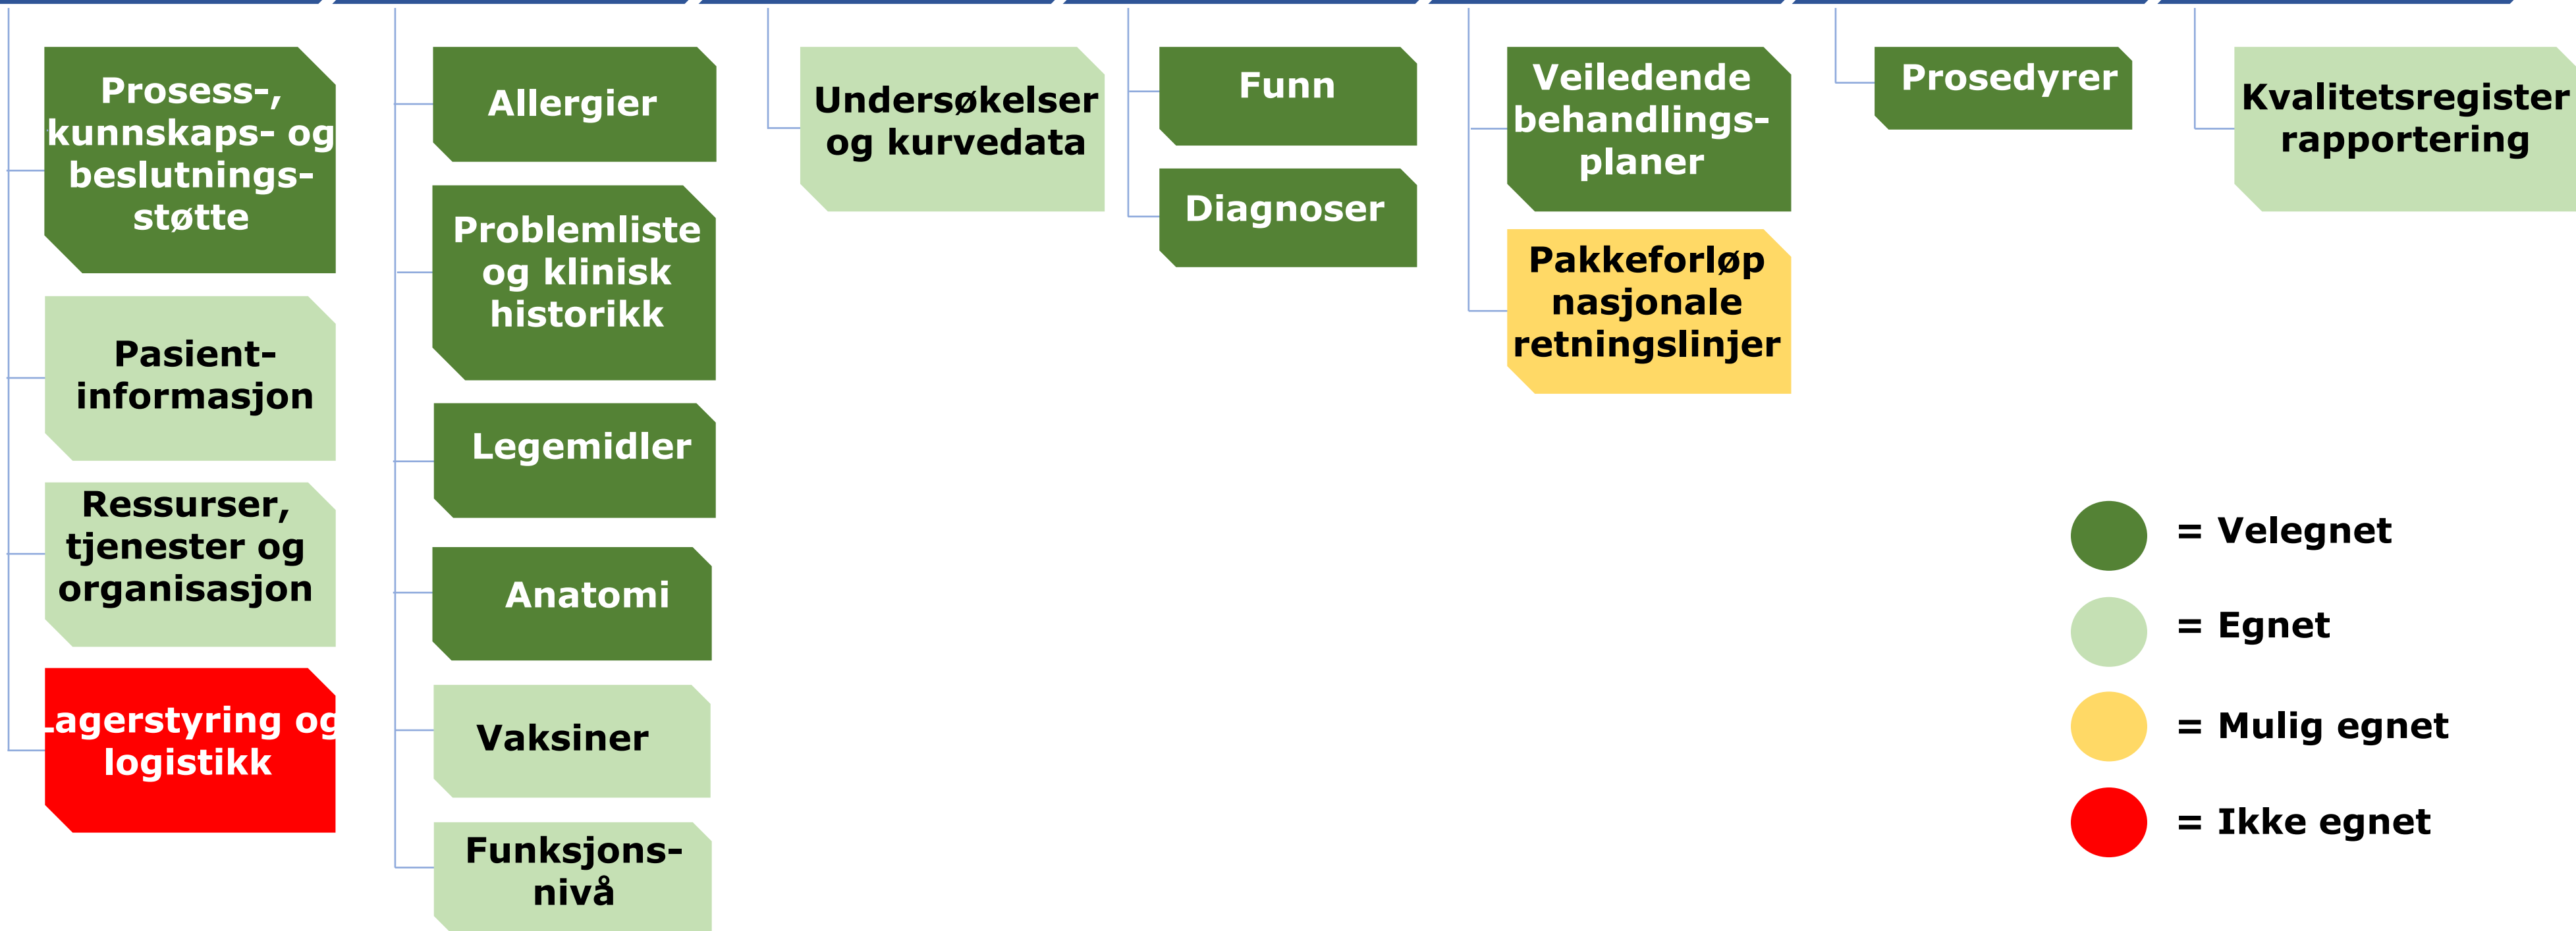 Prosess-,
kunnskaps- og
beslutnings-
støtte
Pasient-
informasjon
Ressurser,
tjenester og
organisasjon
Lagerstyring og
logistikk
Allergier
Problemliste
og klinisk
historikk
Legemidler
Anatomi
Vaksiner
Funksjons-
nivå
Undersøkelser
og kurvedata
Funn
Diagnoser
Veiledende
behandlings-
planer
Pakkeforløp
nasjonale
retningslinjer
Prosedyrer
Kvalitetsregister
rapportering
= Velegnet
= Egnet
= Mulig egnet
= Ikke egnet